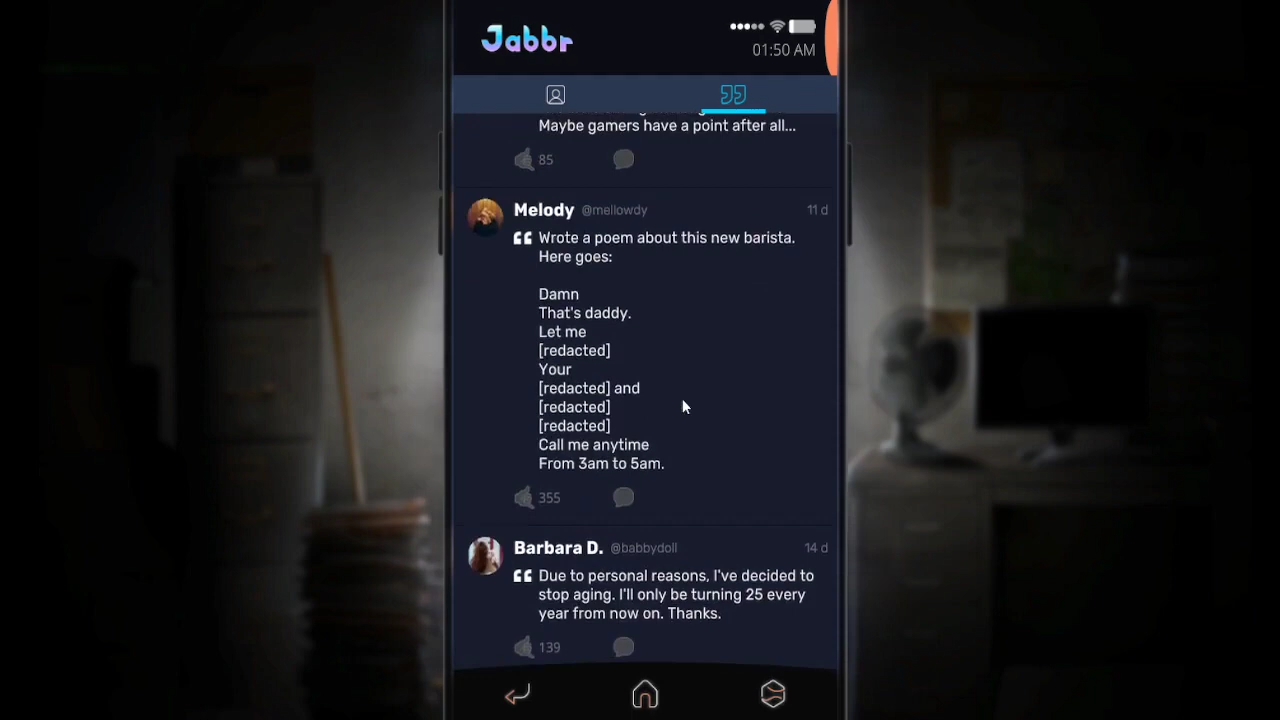 Jabbr
01:50 AM
Maybe gamers have a point after all...
85
Melody @mellowdy 11 d
Wrote a poem about this new barista.
Here goes:
Damn
That's daddy.
Let me
[redacted]
Your
[redacted] and
[redacted]
[redacted]
Call me anytime
From 3am to 5am.
355
Barbara D. @babbydoll 14 d
Due to personal reasons, I've decided to
stop aging. I'll only be turning 25 every
year from now on. Thanks.
139